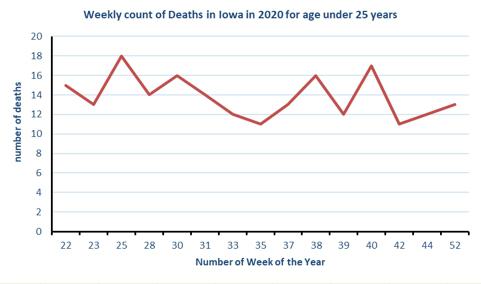 Weekly count of Deaths in Iowa in 2020 for age under 25 years
number of deaths
20
18
16
14
12
10
8
6
4
2
0
22 23 25 28 30 31 33 35 37 38 39 40 42 44 52
Number of Week of the Year